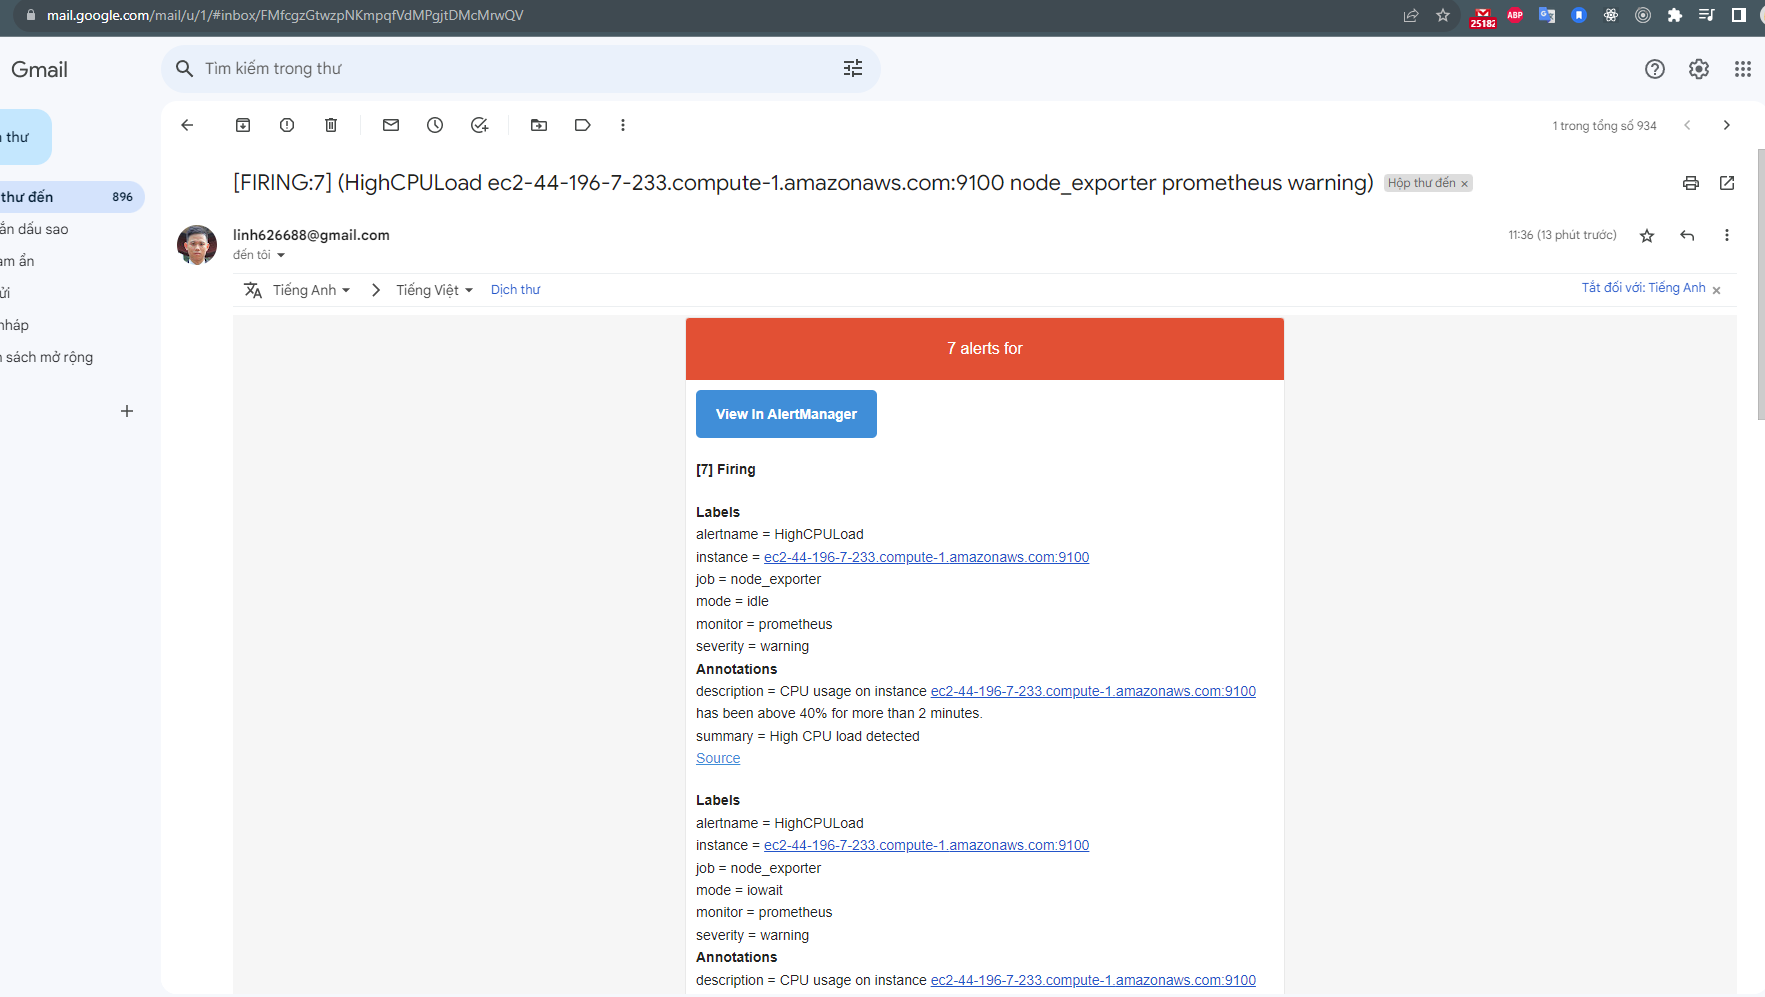 mail.google.com/mail/u/1/#inbox/FMfcgzGtwzpNKmpqfVdMPgjtDMcMrwQV
25182
ABP
Gmail
Tìm kiếm trong thư
thư
1 trong tổng số 934
[FIRING:7] (HighCPULoad ec2-44-196-7-233.compute-1.amazonaws.com:9100 node_exporter prometheus warning) Hộp thư đến ×
thư đến 896
ắn dấu sao
am ẩn
ửi
nháp
sách mở rộng
linh626688@gmail.com
đến tôi
11:36 (13 phút trước)
Tiếng Anh > Tiếng Việt Dịch thư
Tắt đối với: Tiếng Anh ×
7 alerts for
View In AlertManager
[7] Firing
Labels
alertname = HighCPULoad
instance = ec2-44-196-7-233.compute-1.amazonaws.com:9100
job = node_exporter
mode = idle
monitor = prometheus
severity = warning
Annotations
description = CPU usage on instance ec2-44-196-7-233.compute-1.amazonaws.com:9100
has been above 40% for more than 2 minutes.
summary = High CPU load detected
Source
Labels
alertname = HighCPULoad
instance = ec2-44-196-7-233.compute-1.amazonaws.com:9100
job = node_exporter
mode = iowait
monitor = prometheus
severity = warning
Annotations
description = CPU usage on instance ec2-44-196-7-233.compute-1.amazonaws.com:9100